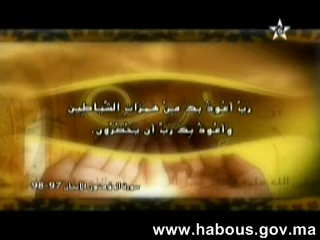 رب أعوذ بك من همزات الشياطين
وأعوذ بك رب أن يحضرون.
سورة المؤمنون الآيتان 97-98
www.habous.gov.ma